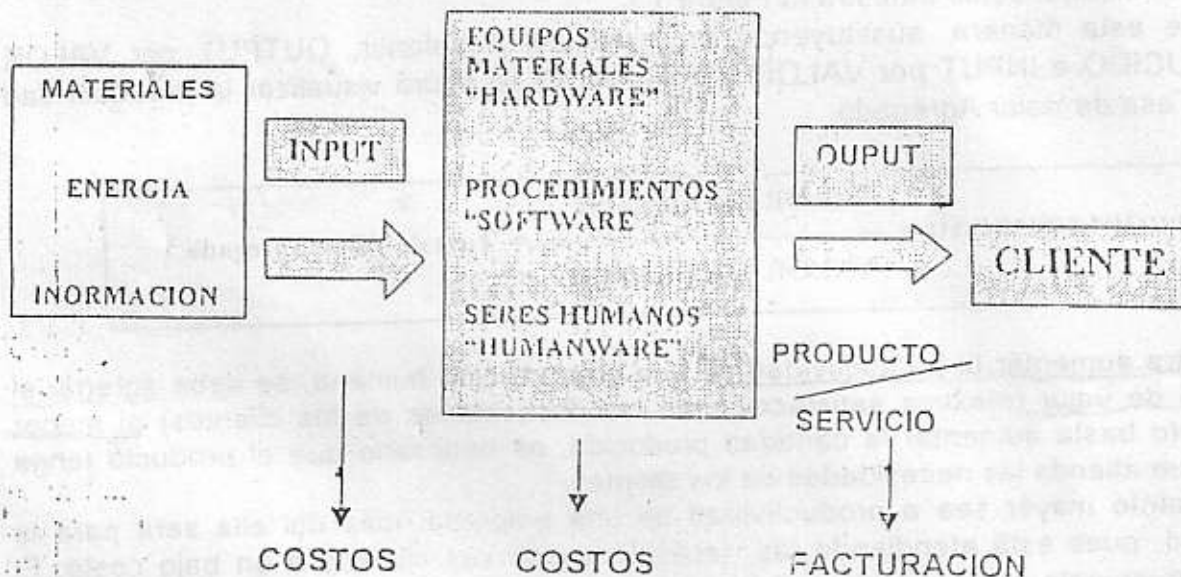 MATERIALES
ENERGIA
INORMACION
INPUT
EQUIPOS
MATERIALES
"HARDWARE"
PROCEDIMIENTOS
"SOFTWARE
SERES HUMANOS
"HUMANWARE"
OUPUT
CLIENTE
PRODUCTO
SERVICIO
COSTOS
COSTOS
FACTURACION